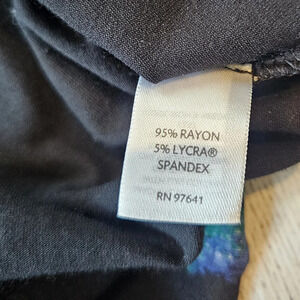 95% RAYON
5% LYCRA®
SPANDEX
RN 97641